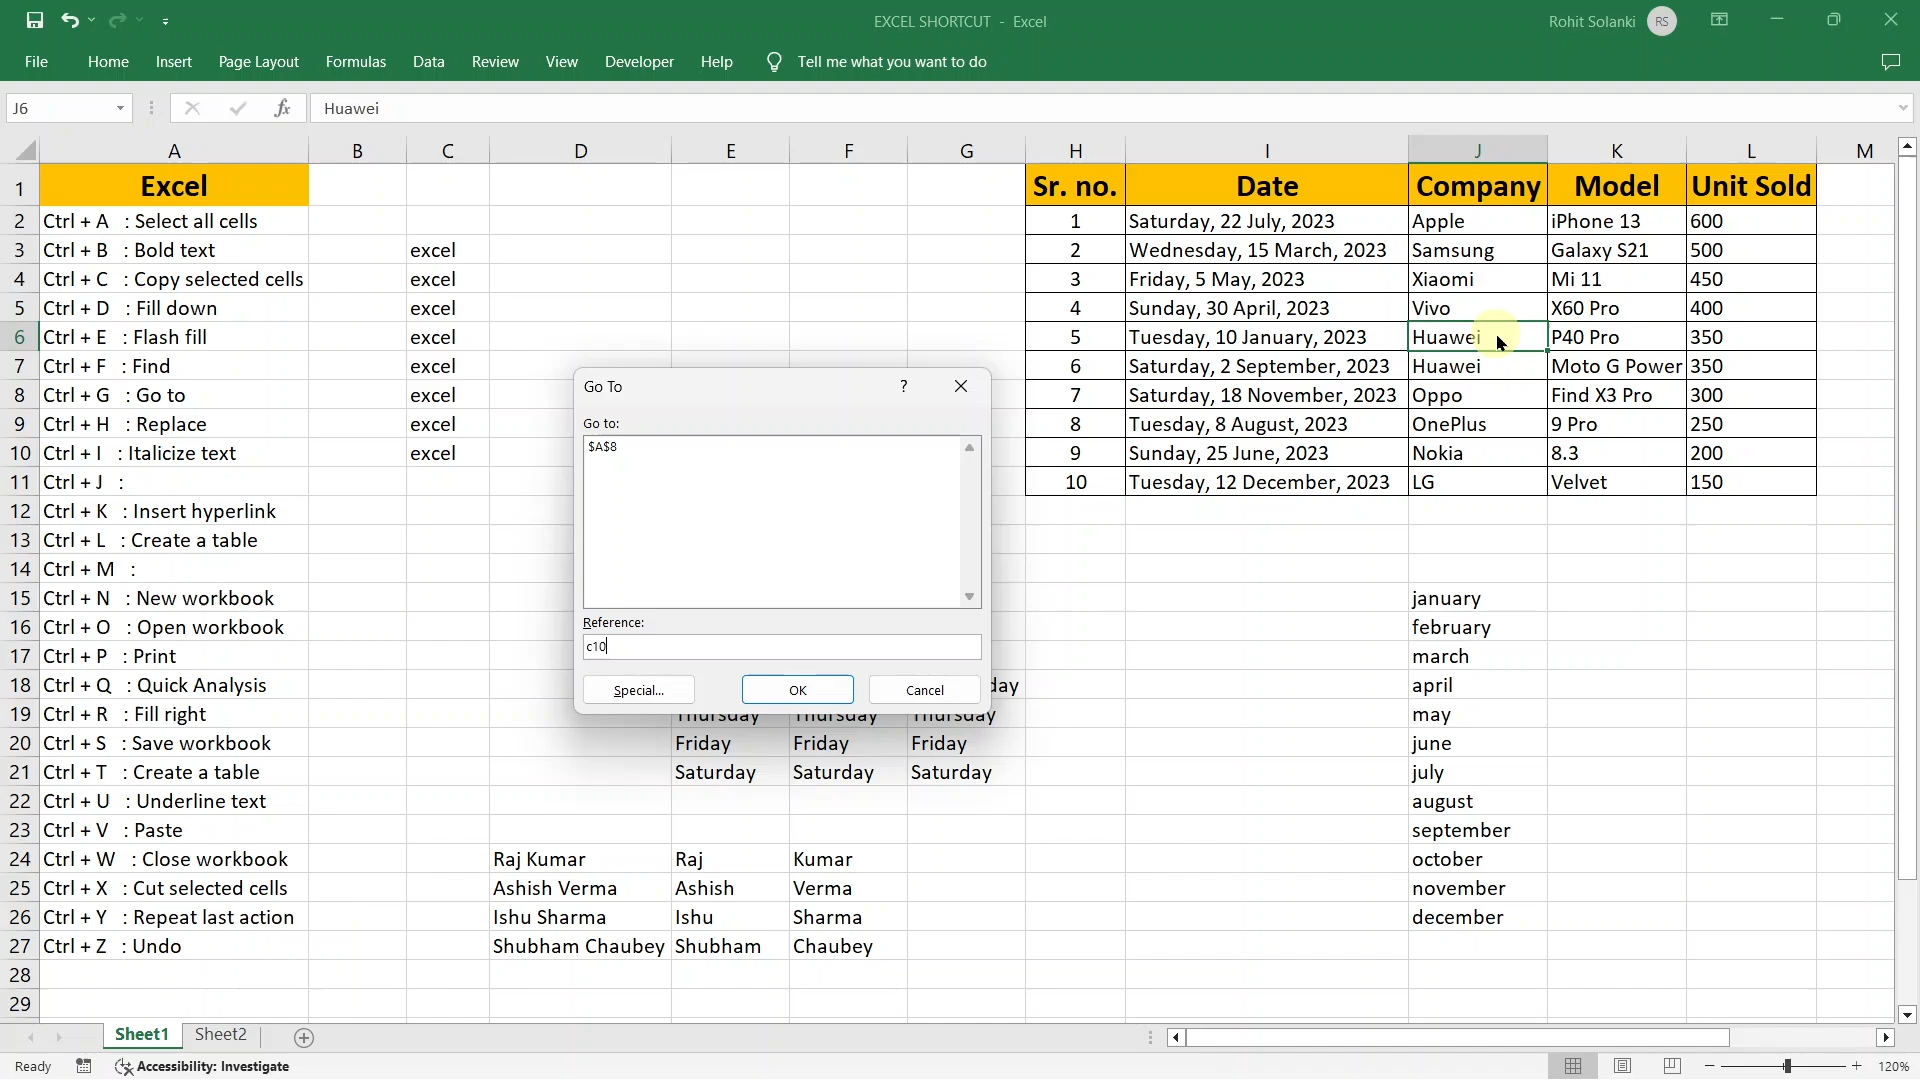 EXCEL SHORTCUT - Excel
Rohit Solanki RS
File Home Insert Page Layout Formulas Data Review View Developer Help Tell me what you want to do
J6 fx Huawei
A B C D E F G H I J K L M
1 Excel Sr. no. Date Company Model Unit Sold
2 Ctrl + A : Select all cells 1 Saturday, 22 July, 2023 Apple iPhone 13 600
3 Ctrl + B : Bold text excel 2 Wednesday, 15 March, 2023 Samsung Galaxy S21 500
4 Ctrl + C : Copy selected cells excel 3 Friday, 5 May, 2023 Xiaomi Mi 11 450
5 Ctrl + D : Fill down excel 4 Sunday, 30 April, 2023 Vivo X60 Pro 400
6 Ctrl + E : Flash fill excel 5 Tuesday, 10 January, 2023 Huawei P40 Pro 350
7 Ctrl + F : Find excel 6 Saturday, 2 September, 2023 Huawei Moto G Power 350
8 Ctrl + G : Go to excel 7 Saturday, 18 November, 2023 Oppo Find X3 Pro 300
9 Ctrl + H : Replace excel 8 Tuesday, 8 August, 2023 OnePlus 9 Pro 250
10 Ctrl + I : Italicize text excel 9 Sunday, 25 June, 2023 Nokia 8.3 200
11 Ctrl + J : 10 Tuesday, 12 December, 2023 LG Velvet 150
12 Ctrl + K : Insert hyperlink
13 Ctrl + L : Create a table
14 Ctrl + M :
15 Ctrl + N : New workbook january
16 Ctrl + O : Open workbook february
17 Ctrl + P : Print march
18 Ctrl + Q : Quick Analysis day april
19 Ctrl + R : Fill right Thursday Thursday Thursday may
20 Ctrl + S : Save workbook Friday Friday Friday june
21 Ctrl + T : Create a table Saturday Saturday Saturday july
22 Ctrl + U : Underline text august
23 Ctrl + V : Paste september
24 Ctrl + W : Close workbook Raj Kumar Raj Kumar october
25 Ctrl + X : Cut selected cells Ashish Verma Ashish Verma november
26 Ctrl + Y : Repeat last action Ishu Sharma Ishu Sharma december
27 Ctrl + Z : Undo Shubham Chaubey Shubham Chaubey
28
29
Go To ?
Go to:
$A$8
Reference:
c10
Special... OK Cancel
Sheet1 Sheet2
Ready Accessibility: Investigate 120%